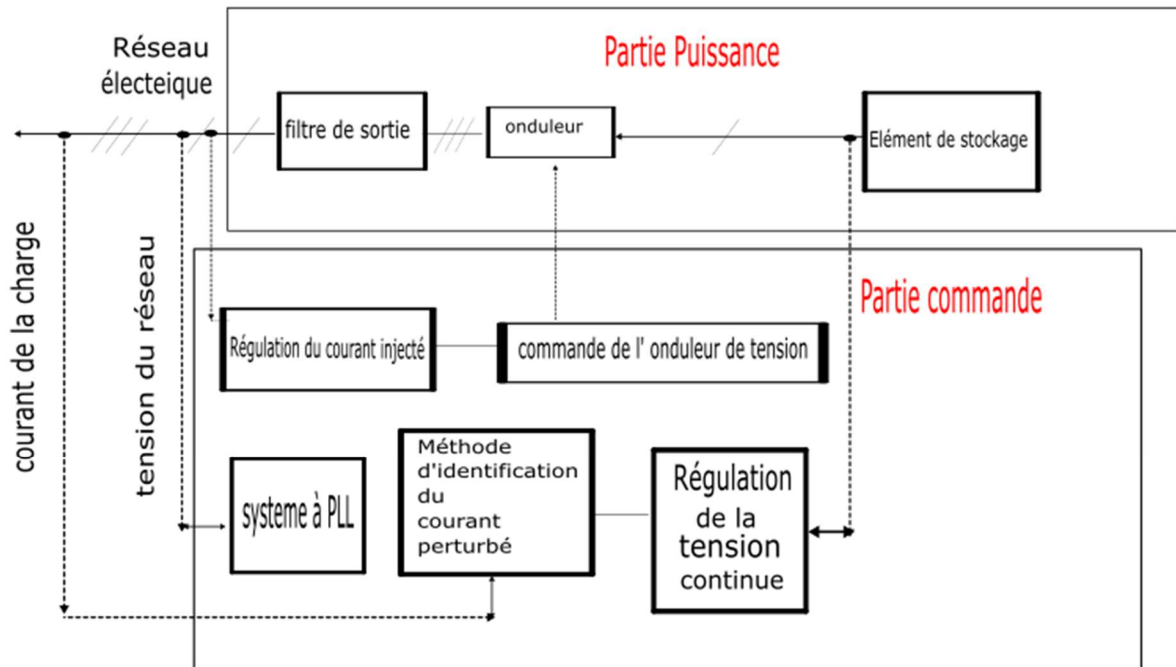 Réseau
électeique
Partie Puissance
filtre de sortie
onduleur
Elément de stockage
courant de la charge
tension du réseau
Partie commande
Régulation du courant injecté
commande de l' onduleur de tension
systeme à PLL
Méthode
d'identification
du
courant
perturbé
Régulation
de la
tension
continue